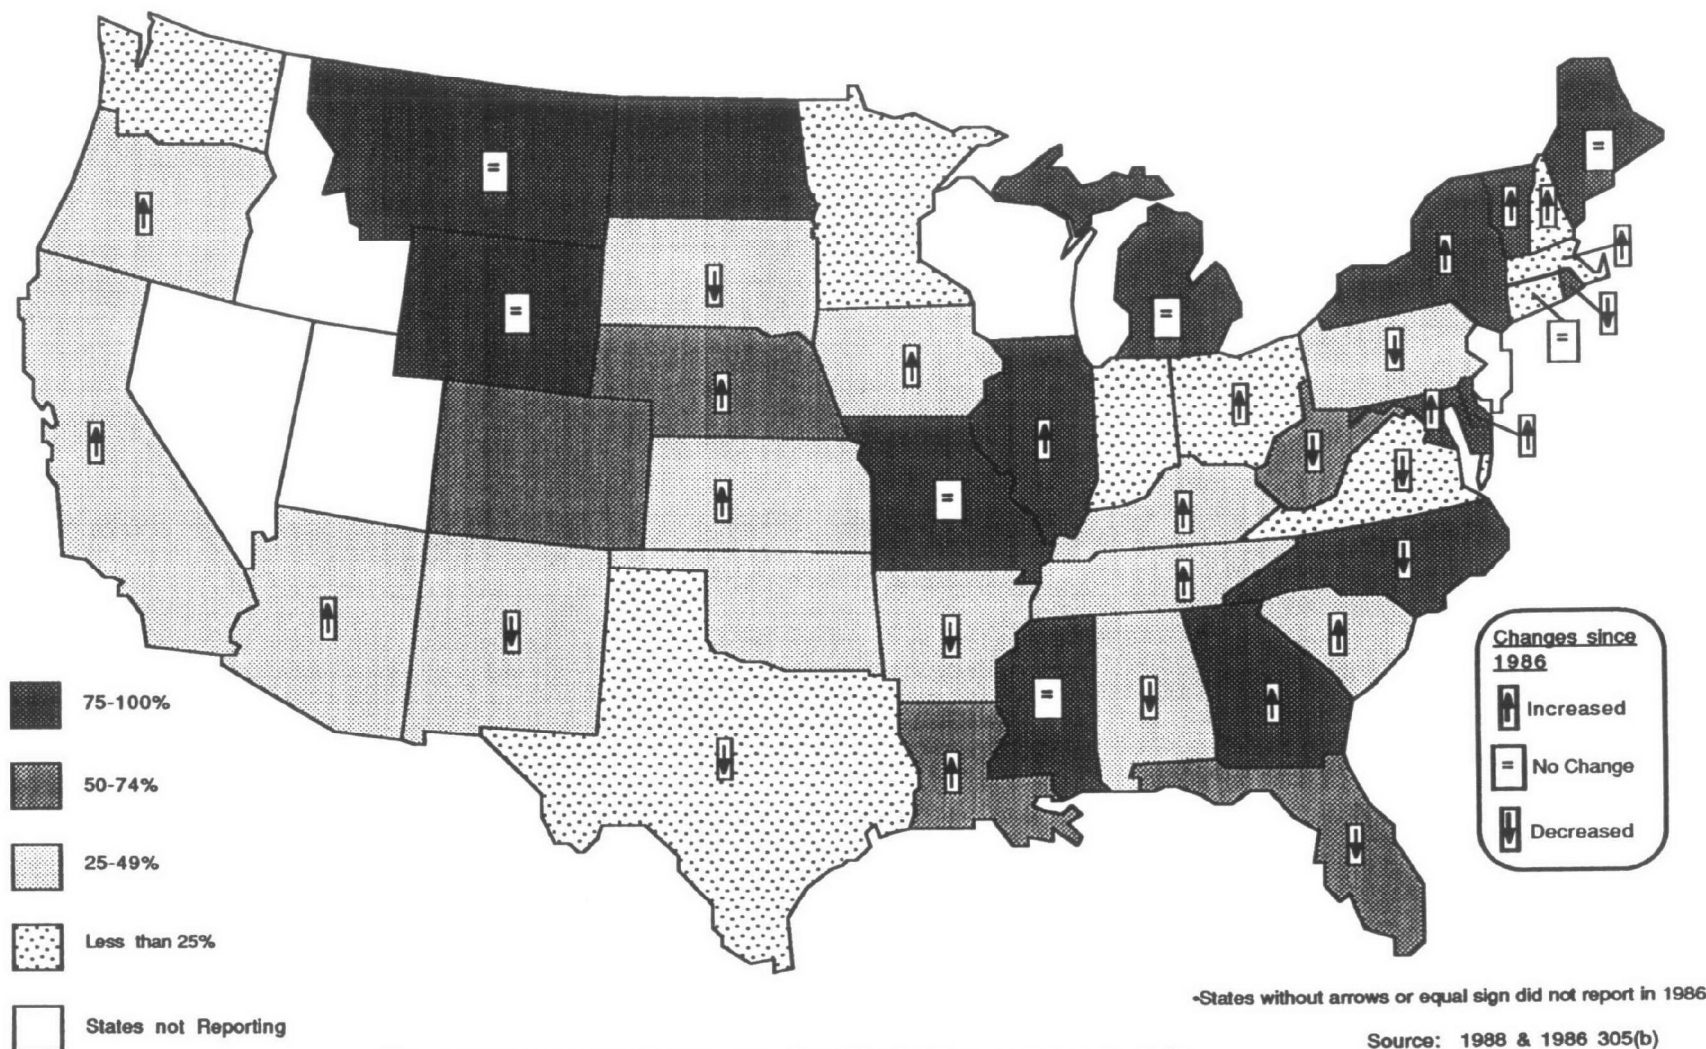 75-100%
50-74%
25-49%
Less than 25%
States not Reporting
Changes since
1986
Increased
= No Change
Decreased
=
=
=
=
=
=
=
•States without arrows or equal sign did not report in 1986
Source: 1988 & 1986 305(b)